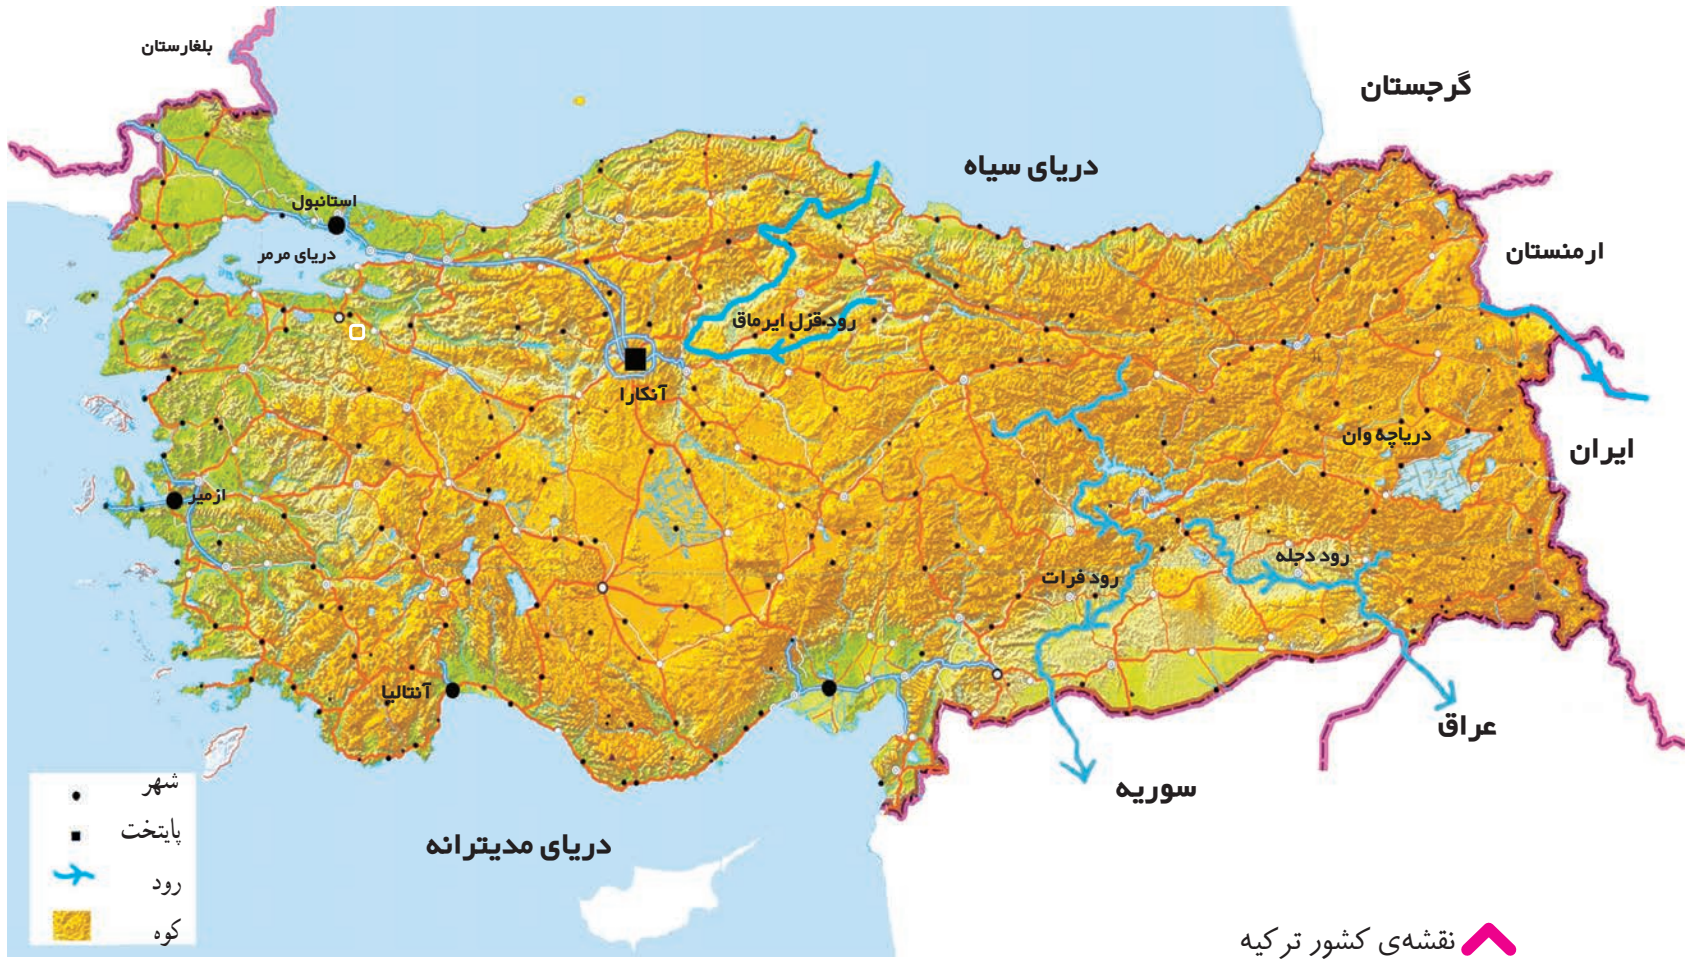 بلغارستان
گرجستان
دریای سیاه
استانبول
دریای مرمر
ارمنستان
رود قزل ایرماق
آنکارا
دریاچهٔ وان
ایران
ازمیر
رود دجله
رود فرات
آنتالیا
عراق
سوریه
دریای مدیترانه
شهر
پایتخت
رود
کوه
نقشه‌ی کشور ترکیه